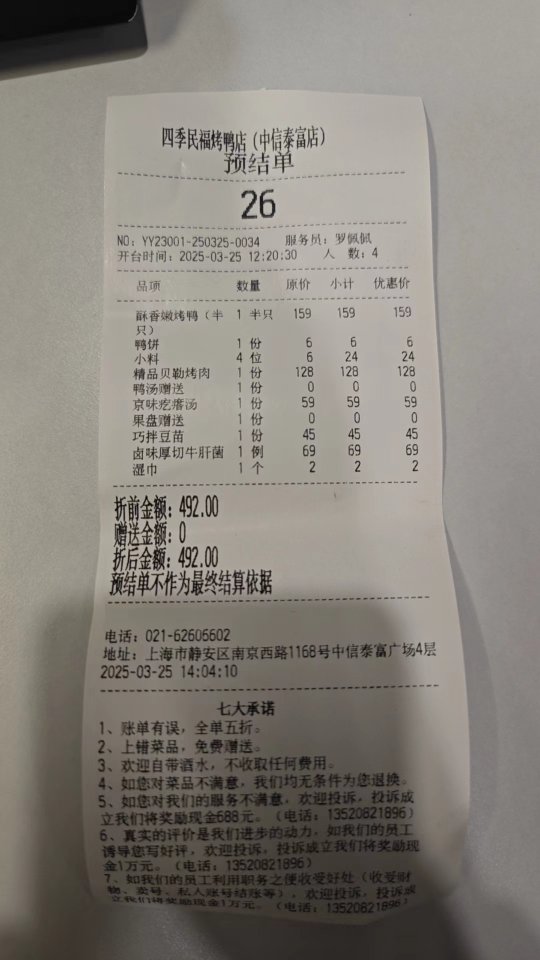 四季民福烤鸭店（中信泰富店）
预结单
26
NO: YY23001-250325-0034 服务员: 罗佩佩
开台时间: 2025-03-25 12:20:30 人 数: 4
品项 数量 原价 小计 优惠价
酥香嫩烤鸭（半 1 半只 159 159 159
只）
鸭饼 1 份 6 6 6
小料 4 位 6 24 24
精品贝勒烤肉 1 份 128 128 128
鸭汤赠送 1 份 0 0 0
京味疙瘩汤 1 份 59 59 59
果盘赠送 1 份 0 0 0
巧拌豆苗 1 份 45 45 45
卤味厚切牛肝菌 1 例 69 69 69
湿巾 1 个 2 2 2
折前金额: 492.00
赠送金额: 0
折后金额: 492.00
预结单不作为最终结算依据
电话: 021-62605602
地址: 上海市静安区南京西路1168号中信泰富广场4层
2025-03-25 14:04:10
七大承诺
1、账单有误，全单五折。
2、上错菜品，免费赠送。
3、欢迎自带酒水，不收取任何费用。
4、如您对菜品不满意，我们均无条件为您退换。
5、如您对我们的服务不满意，欢迎投诉，投诉成
立我们将奖励现金688元。（电话: 13520821896）
6、真实的评价是我们进步的动力，如我们的员工
诱导您写好评，欢迎投诉，投诉成立我们将奖励现
金1万元。（电话: 13520821896）
7、如我们的员工利用职务之便收受好处（收受财
物、卖号、私人账号结账等），欢迎投诉，投诉成
立我们将奖励现金1万元。（电话: 13520821896）